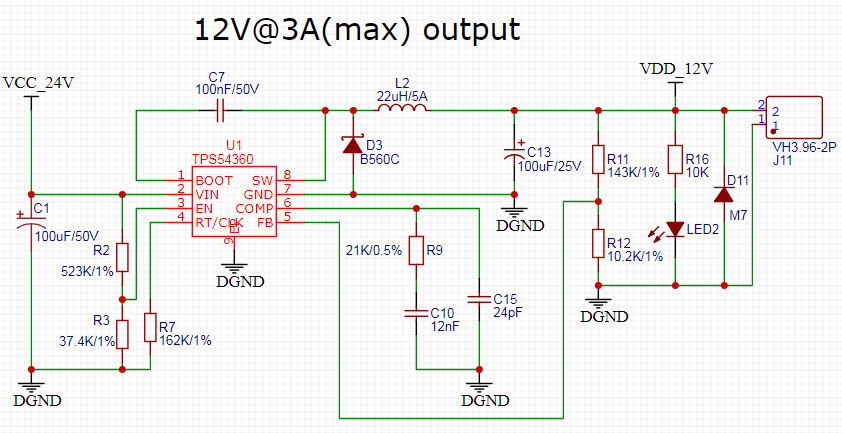 12V@3A(max) output
VCC_24V
C7
100nF/50V
L2
22uH/5A
VDD_12V
U1
TPS54360
D3
B560C
C13
100uF/25V
R11
143K/1%
R16
10K
2
2
1
1
VH3.96-2P
J11
1
BOOT
SW
8
2
VIN
GND
7
3
EN
COMP
6
4
RT/CLK
FB
5
EP
9
C1
100uF/50V
DGND
D11
M7
LED2
R2
523K/1%
21K/0.5%
R9
R12
10.2K/1%
DGND
C15
24pF
C10
12nF
R3
37.4K/1%
R7
162K/1%
DGND
DGND
DGND